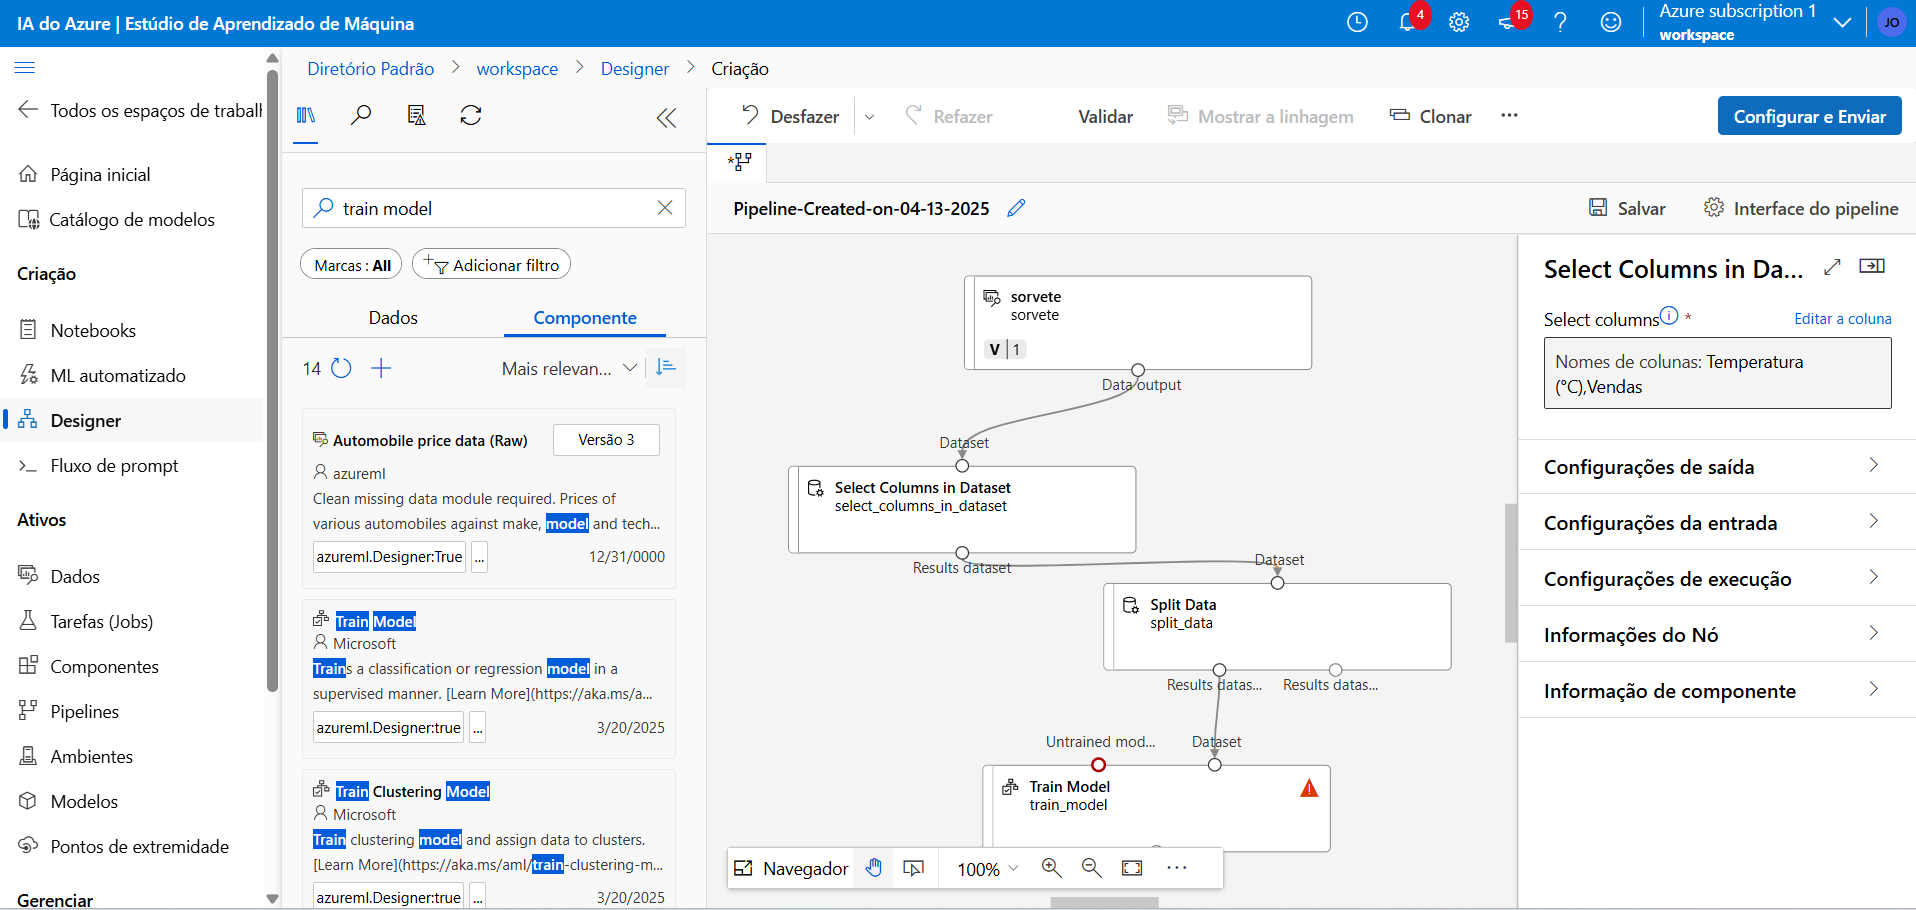 IA do Azure | Estúdio de Aprendizado de Máquina
4
15
Azure subscription 1
workspace
JO
Todos os espaços de trabalh
Página inicial
Catálogo de modelos
Criação
Notebooks
ML automatizado
Designer
Fluxo de prompt
Ativos
Dados
Tarefas (Jobs)
Componentes
Pipelines
Ambientes
Modelos
Pontos de extremidade
Gerenciar
Diretório Padrão > workspace > Designer > Criação
train model
Marcas : All
Adicionar filtro
Dados
Componente
14
Mais relevan...
Automobile price data (Raw)
Versão 3
azureml
Clean missing data module required. Prices of
various automobiles against make, model and tech...
azureml.Designer:True
...
12/31/0000
Train Model
Microsoft
Trains a classification or regression model in a
supervised manner. [Learn More](https://aka.ms/a...
azureml.Designer:true
...
3/20/2025
Train Clustering Model
Microsoft
Train clustering model and assign data to clusters.
[Learn More](https://aka.ms/aml/train-clustering-m...
azureml.Designer:true
...
3/20/2025
Desfazer
Refazer
Validar
Mostrar a linhagem
Clonar
...
Configurar e Enviar
Pipeline-Created-on-04-13-2025
Salvar
Interface do pipeline
sorvete
sorvete
V | 1
Data output
Dataset
Select Columns in Dataset
select_columns_in_dataset
Results dataset
Dataset
Split Data
split_data
Results datas...
Results datas...
Untrained mod...
Dataset
Train Model
train_model
Navegador
100%
...
Select Columns in Da...
Select columns *
Editar a coluna
Nomes de colunas: Temperatura
(°C),Vendas
Configurações de saída
Configurações da entrada
Configurações de execução
Informações do Nó
Informação de componente